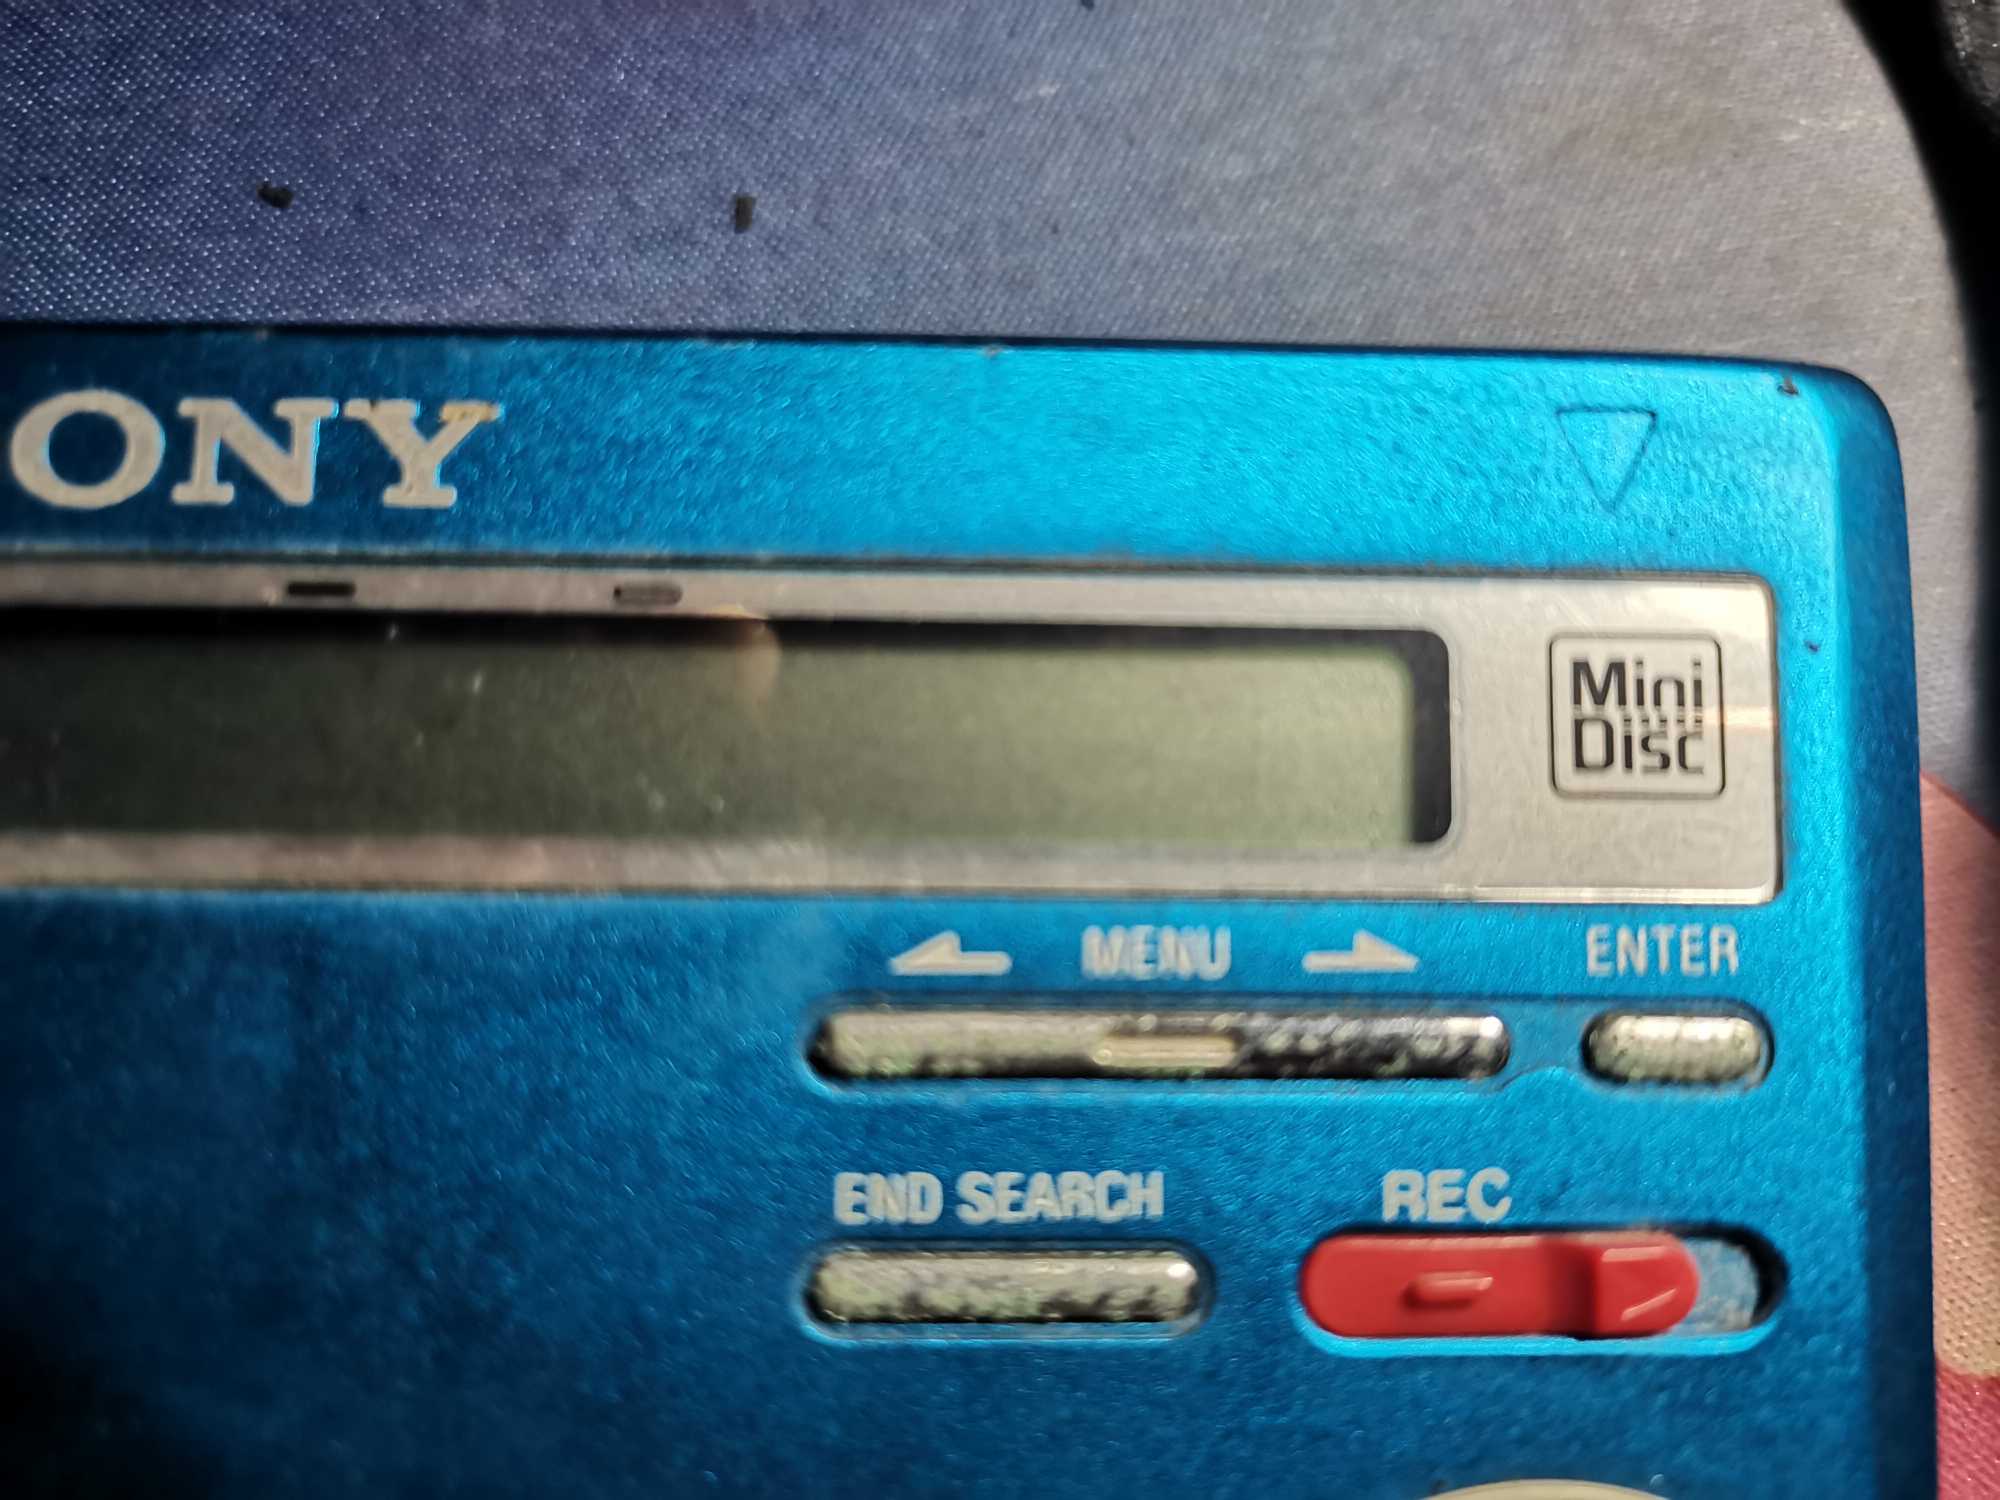 ONY
Mini
Disc
MENU
ENTER
END SEARCH
REC